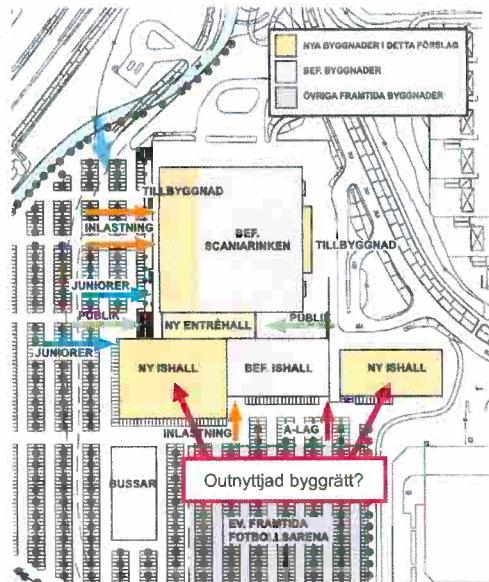 NYA BYGGNADER I DETTA FÖRSLAG
BEF. BYGGNADER
ÖVRIGA FRAMTIDA BYGGNADER
TILLBYGGNAD
INLASTNING
BEF.
SCANIARINKEN
TILLBYGGNAD
JUNIORER
PUBLIK
NY ENTRÉHALL
PUBLIK
JUNIORER
NY ISHALL
BEF. ISHALL
NY ISHALL
INLASTNING
A-LAG
BUSSAR
Outnyttjad byggrätt?
EV. FRAMTIDA
FOTBOLLSARENA